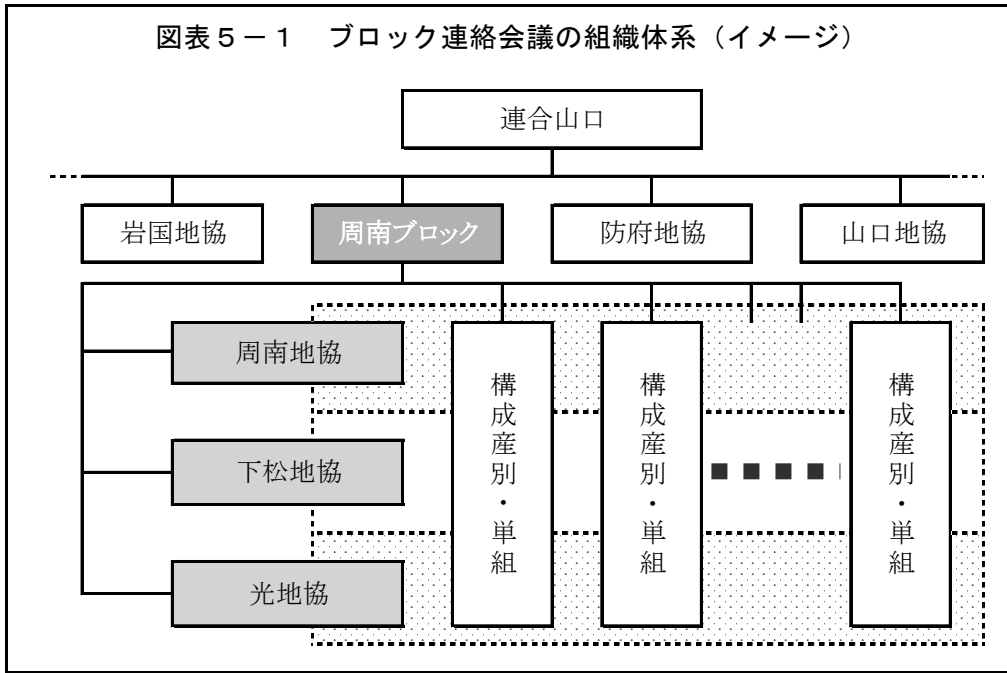 図表５－１　ブロック連絡会議の組織体系（イメージ）
連合山口
岩国地協
周南ブロック
防府地協
山口地協
周南地協
下松地協
光地協
構成産別・単組
構成産別・単組
構成産別・単組